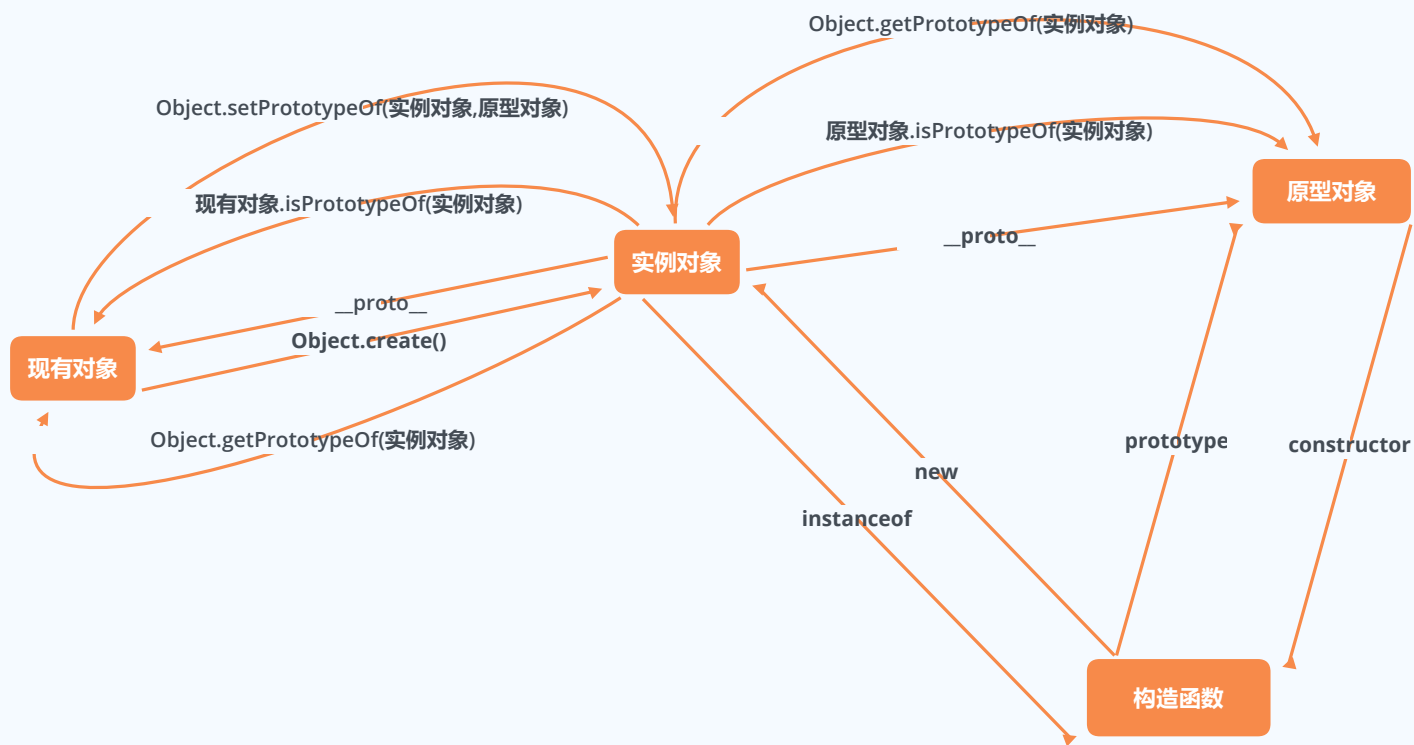 Object.getPrototypeOf(实例对象)
Object.setPrototypeOf(实例对象,原型对象)
原型对象.isPrototypeOf(实例对象)
原型对象
现有对象.isPrototypeOf(实例对象)
__proto__
实例对象
__proto__
Object.create()
现有对象
Object.getPrototypeOf(实例对象)
prototype
constructor
new
instanceof
构造函数